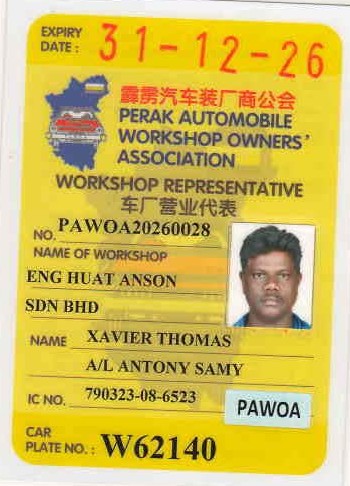 EXPIRY DATE : 31-12-26
霹雳汽车装厂商公会
PERAK AUTOMOBILE
WORKSHOP OWNERS'
ASSOCIATION
WORKSHOP REPRESENTATIVE
车厂营业代表
NO. PAWOA20260028
NAME OF WORKSHOP
ENG HUAT ANSON
SDN BHD
NAME XAVIER THOMAS
A/L ANTONY SAMY
IC NO. 790323-08-6523
PAWOA
CAR PLATE NO. : W62140